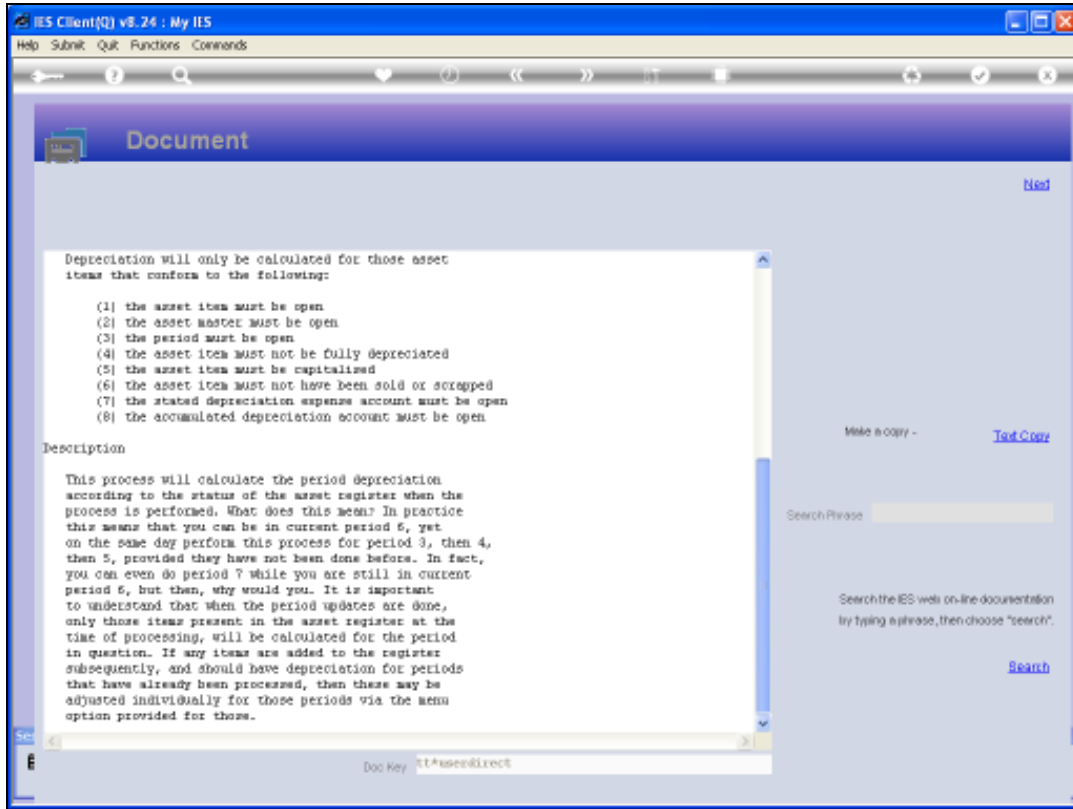 IES Client(Q) v8.24 : My IES
Help Submit Quit Functions Commands
Document
Next
Depreciation will only be calculated for those asset
items that conform to the following:
(1) the asset item must be open
(2) the asset master must be open
(3) the period must be open
(4) the asset item must not be fully depreciated
(5) the asset item must be capitalized
(6) the asset item must not have been sold or scrapped
(7) the stated depreciation expense account must be open
(8) the accumulated depreciation account must be open
Description
This process will calculate the period depreciation
according to the status of the asset register when the
process is performed. What does this mean? In practice
this means that you can be in current period 6, yet
on the same day perform this process for period 3, then 4,
then 5, provided they have not been done before. In fact,
you can even do period 7 while you are still in current
period 6, but then, why would you. It is important
to understand that when the period updates are done,
only those items present in the asset register at the
time of processing, will be calculated for the period
in question. If any items are added to the register
subsequently, and should have depreciation for periods
that have already been processed, then these may be
adjusted individually for those periods via the menu
option provided for those.
Make a copy -
Text Copy
Search Phrase
Search the IES web on-line documentation
by typing a phrase, then choose "search".
Search
Doc Key tt*userdirect